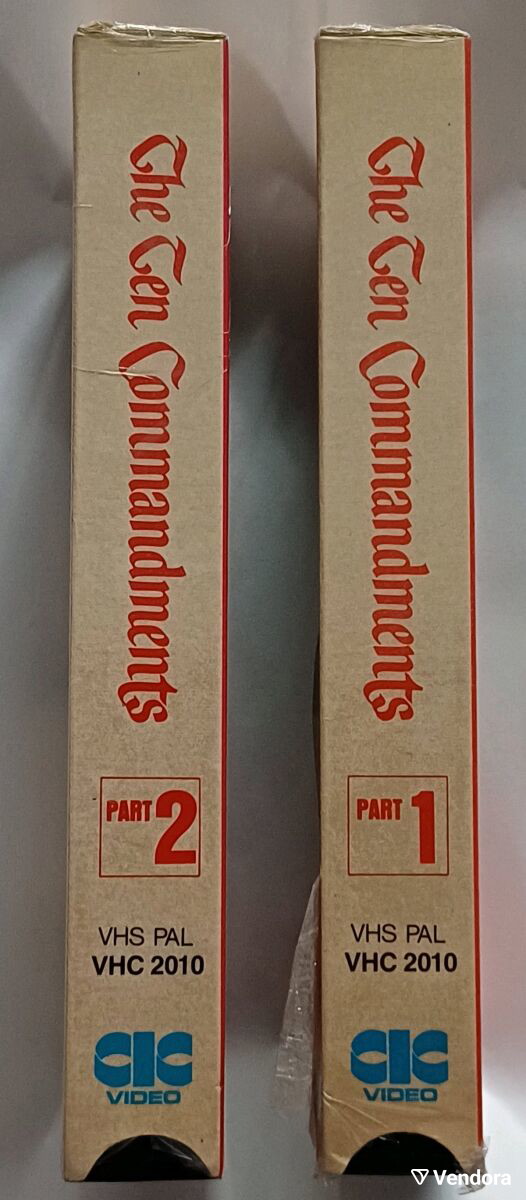 The Ten Commandments
PART 2
VHS PAL
VHC 2010
CIC
VIDEO
The Ten Commandments
PART 1
VHS PAL
VHC 2010
CIC
VIDEO
Vendora